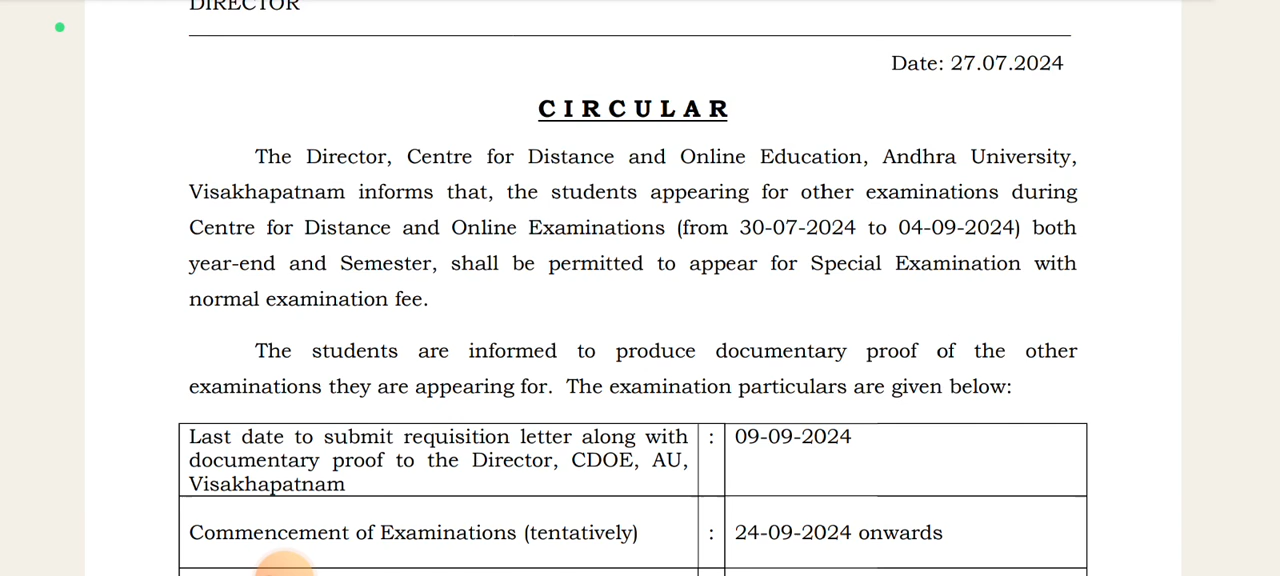 DIRECTOR
Date: 27.07.2024
CIRCULAR
The Director, Centre for Distance and Online Education, Andhra University,
Visakhapatnam informs that, the students appearing for other examinations during
Centre for Distance and Online Examinations (from 30-07-2024 to 04-09-2024) both
year-end and Semester, shall be permitted to appear for Special Examination with
normal examination fee.
The students are informed to produce documentary proof of the other
examinations they are appearing for. The examination particulars are given below:
Last date to submit requisition letter along with : 09-09-2024
documentary proof to the Director, CDOE, AU,
Visakhapatnam
Commencement of Examinations (tentatively) : 24-09-2024 onwards